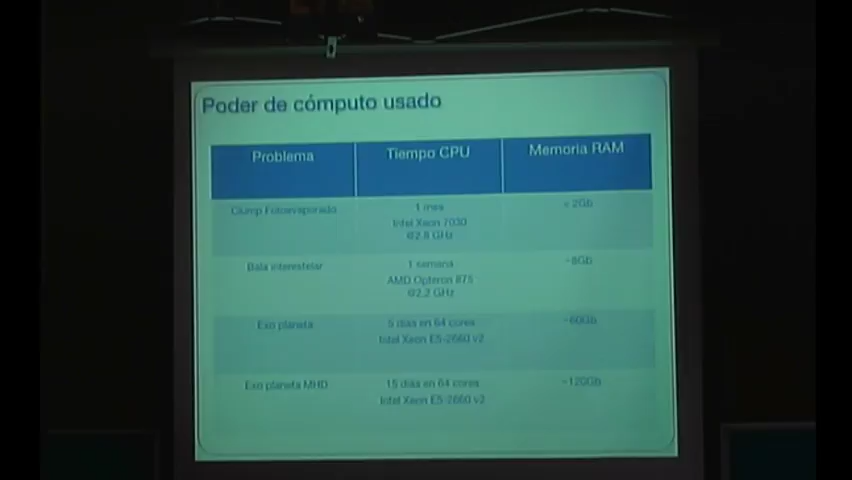 Poder de cómputo usado
Problema
Tiempo CPU
Memoria RAM
Clump Fotoevaporado
1 mes
Intel Xeon 7030
@2.8 GHz
< 2Gb
Bala interestelar
1 semana
AMD Opteron 875
@2.2 GHz
~8Gb
Exo planeta
5 días en 64 cores
Intel Xeon E5-2660 v2
~60Gb
Exo planeta MHD
15 días en 64 cores
Intel Xeon E5-2660 v2
~120Gb